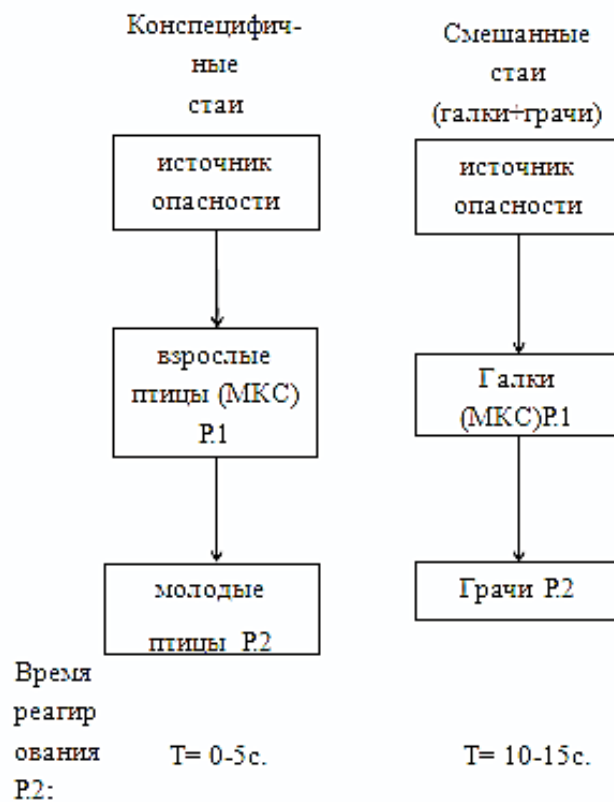 Конспецифич-
ные
стаи
источник
опасности
взрослые
птицы (МКС)
Р.1
молодые
птицы Р.2
Смешанные
стаи
(галки+грачи)
источник
опасности
Галки
(МКС)Р.1
Грачи Р.2
Время
реагир
ования
Р.2:
Т= 0-5с.
Т= 10-15с.